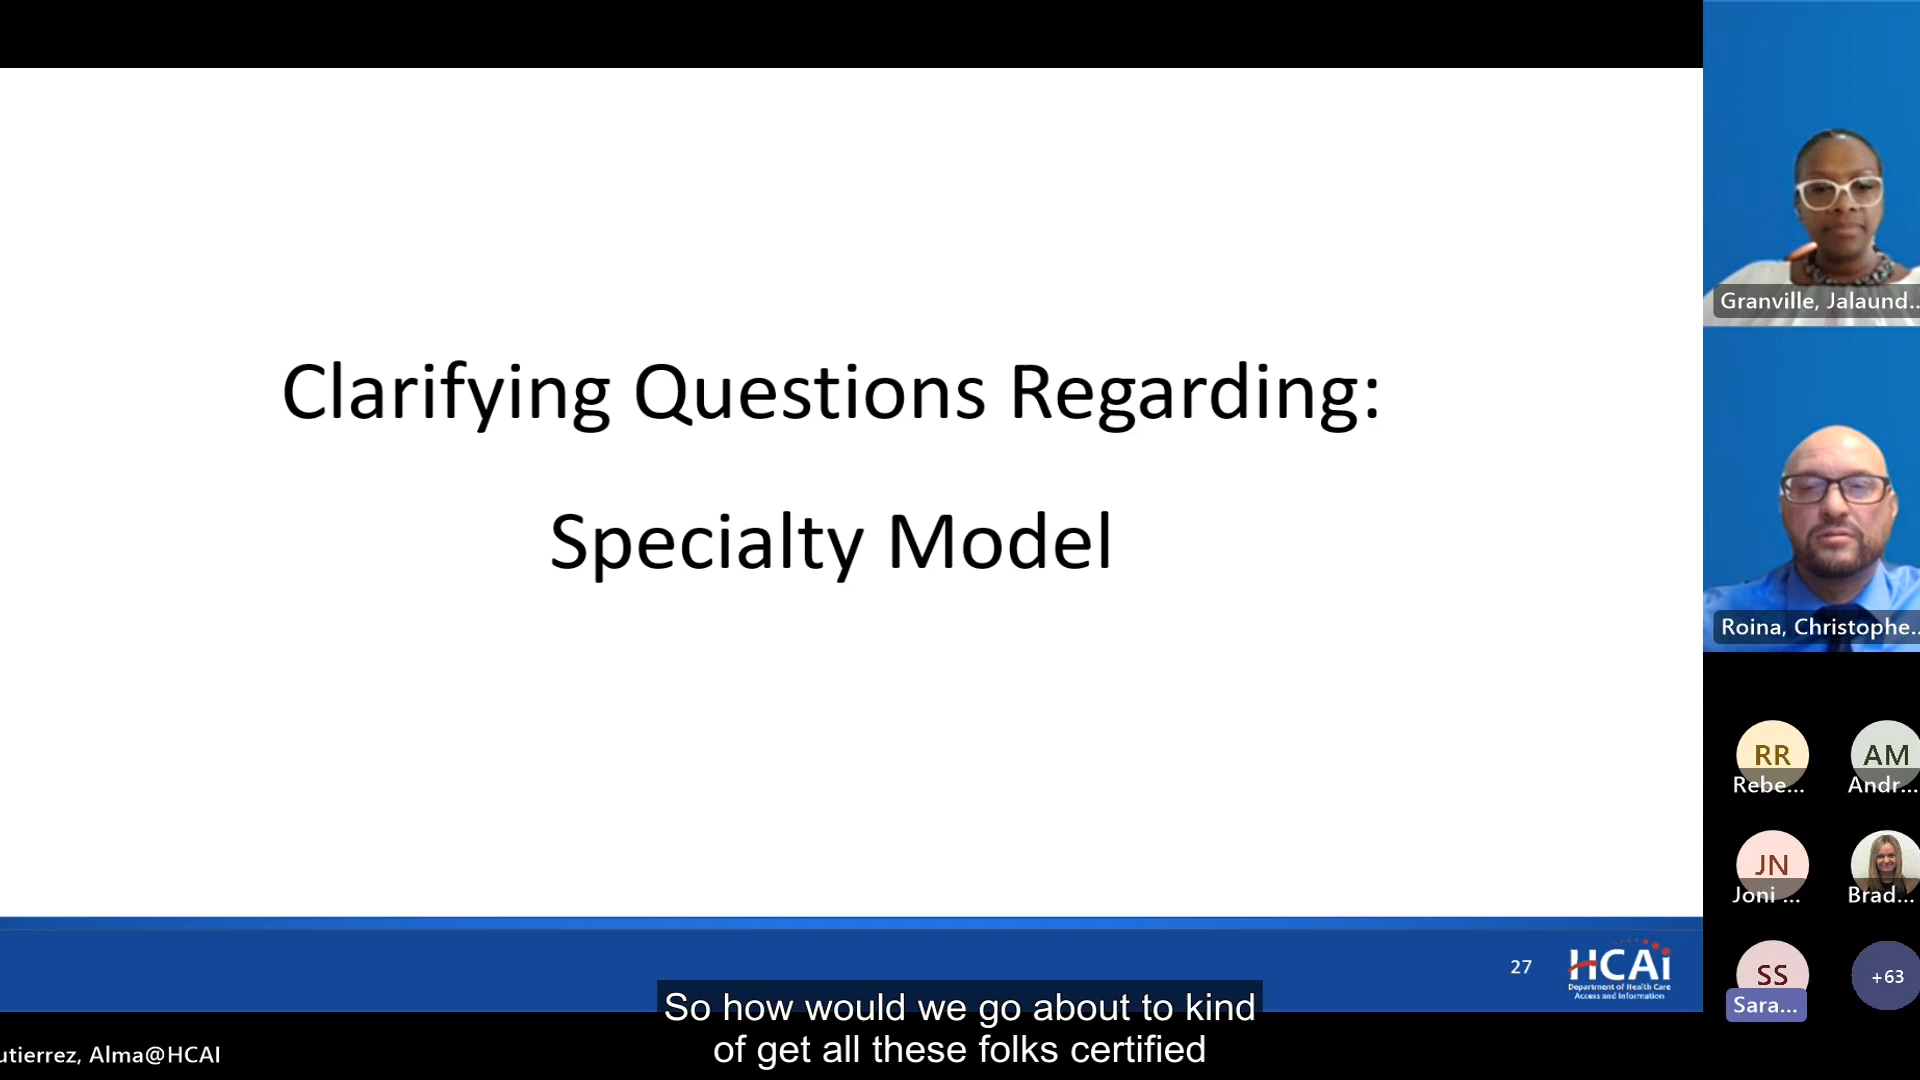 Clarifying Questions Regarding:
Specialty Model
27
HCAi
Department of Health Care
Access and Information
Granville, Jalaund...
Roina, Christophe...
RR
Rebe...
AM
Andr...
JN
Joni ...
Brad...
SS
Sara...
+63
So how would we go about to kind
of get all these folks certified
utierrez, Alma@HCAI